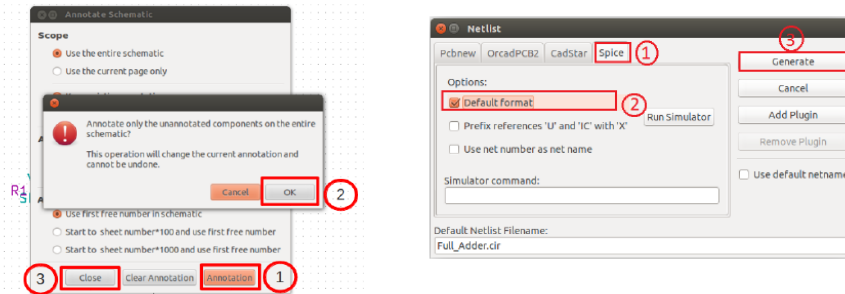 Annotate Schematic
Scope
Use the entire schematic
Use the current page only
Annotate only the unannotated components on the entire
schematic?
This operation will change the current annotation and
cannot be undone.
Cancel
OK
2
R1
Use first free number in schematic
Start to sheet number*100 and use first free number
Start to sheet number*1000 and use first free number
3
Close
Clear Annotation
Annotation
1
Netlist
Pcbnew
OrcadPCB2
CadStar
Spice
1
3
Generate
Options:
Default format
2
Cancel
Prefix references 'U' and 'IC' with 'X'
Run Simulator
Add Plugin
Use net number as net name
Remove Plugin
Simulator command:
Use default netname
Default Netlist Filename:
Full_Adder.cir